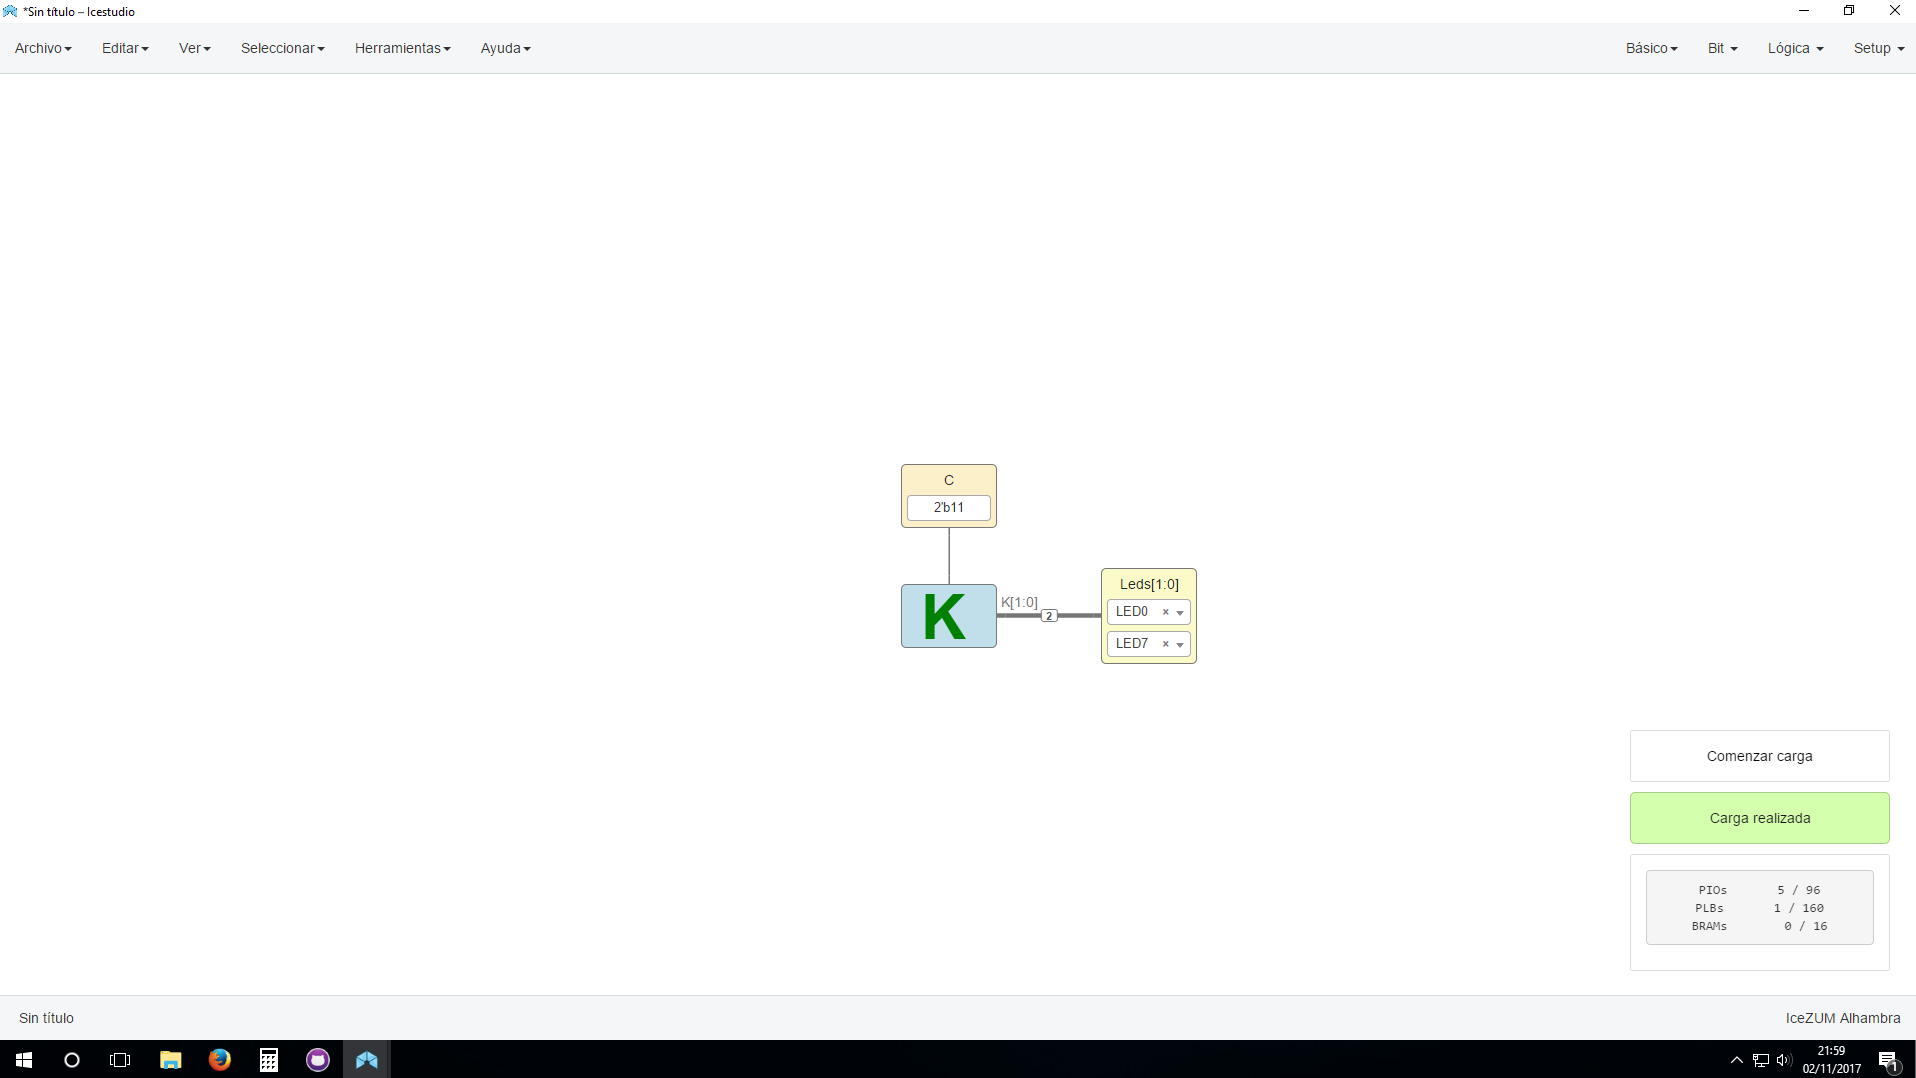 *Sin título – Icestudio
Archivo Editar Ver Seleccionar Herramientas Ayuda Básico Bit Lógica Setup
C
2'b11
K
K[1:0]
2
Leds[1:0]
LED0 ×
LED7 ×
Comenzar carga
Carga realizada
PIOs 5 / 96
PLBs 1 / 160
BRAMs 0 / 16
Sin título IceZUM Alhambra
21:59
02/11/2017
1